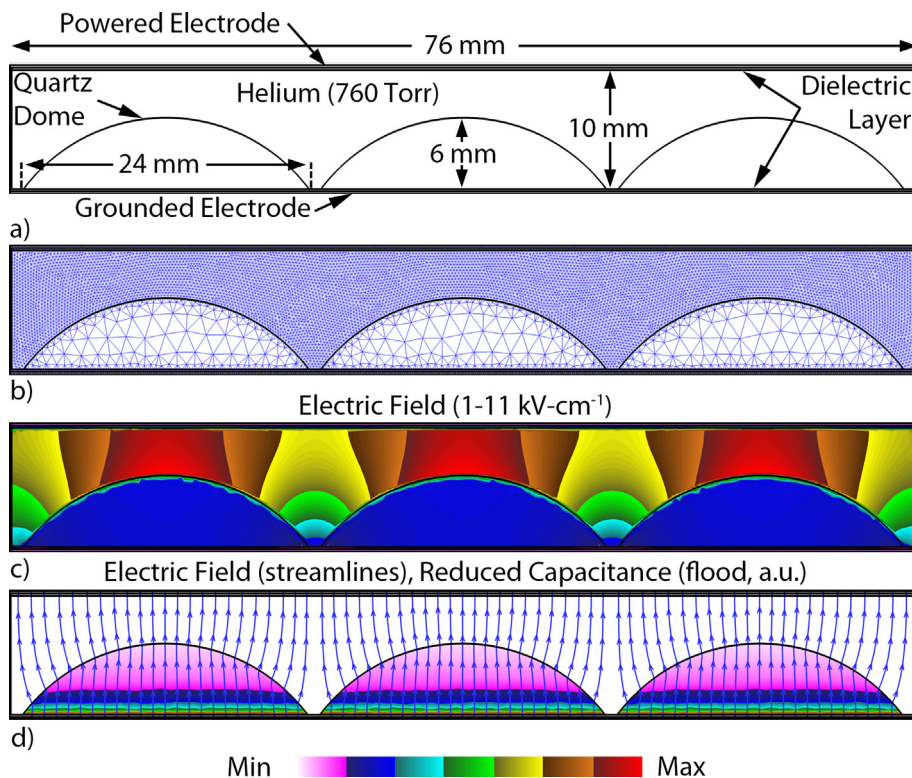 Powered Electrode
76 mm
Quartz
Dome
Helium (760 Torr)
Dielectric
Layer
10 mm
6 mm
24 mm
Grounded Electrode
a)
b)
Electric Field (1-11 kV-cm⁻¹)
c)
Electric Field (streamlines), Reduced Capacitance (flood, a.u.)
d)
Min
Max